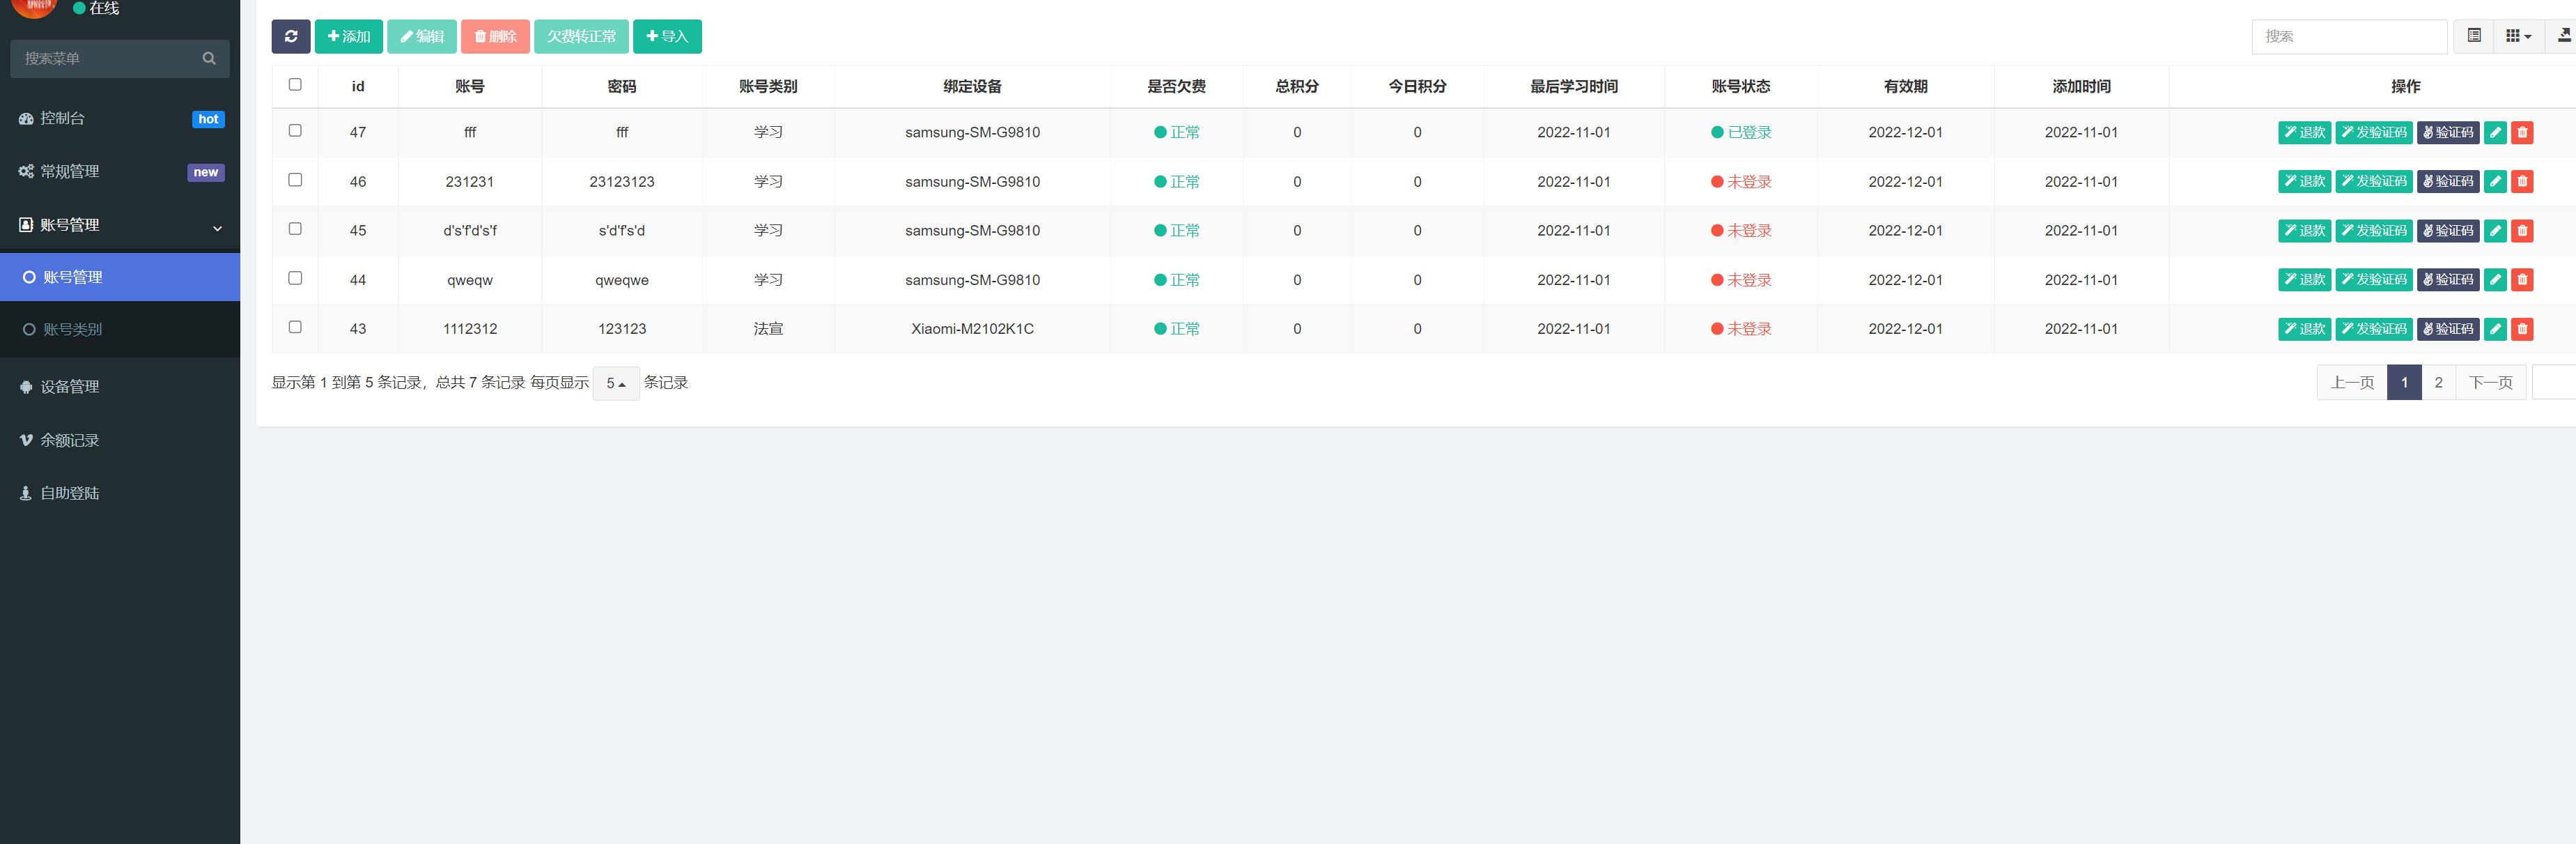 在线
搜索菜单
控制台 hot
常规管理 new
账号管理
账号管理
账号类别
设备管理
余额记录
自助登陆
添加 编辑 删除 欠费转正常 导入 搜索
id 账号 密码 账号类别 绑定设备 是否欠费 总积分 今日积分 最后学习时间 账号状态 有效期 添加时间 操作
47 fff fff 学习 samsung-SM-G9810 正常 0 0 2022-11-01 已登录 2022-12-01 2022-11-01 退款 发验证码 验证码
46 231231 23123123 学习 samsung-SM-G9810 正常 0 0 2022-11-01 未登录 2022-12-01 2022-11-01 退款 发验证码 验证码
45 d's'f'd's'f s'd'f's'd 学习 samsung-SM-G9810 正常 0 0 2022-11-01 未登录 2022-12-01 2022-11-01 退款 发验证码 验证码
44 qweqw qweqwe 学习 samsung-SM-G9810 正常 0 0 2022-11-01 未登录 2022-12-01 2022-11-01 退款 发验证码 验证码
43 1112312 123123 法宣 Xiaomi-M2102K1C 正常 0 0 2022-11-01 未登录 2022-12-01 2022-11-01 退款 发验证码 验证码
显示第 1 到第 5 条记录，总共 7 条记录 每页显示 5 条记录 上一页 1 2 下一页